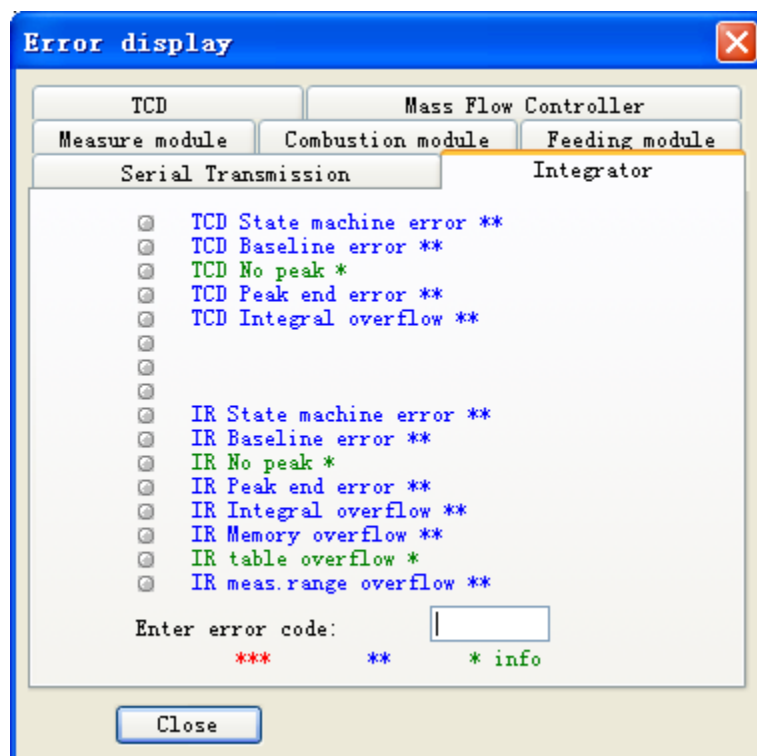 Error display
TCD Mass Flow Controller
Measure module Combustion module Feeding module
Serial Transmission Integrator
TCD State machine error **
TCD Baseline error **
TCD No peak *
TCD Peak end error **
TCD Integral overflow **
IR State machine error **
IR Baseline error **
IR No peak *
IR Peak end error **
IR Integral overflow **
IR Memory overflow **
IR table overflow *
IR meas.range overflow **
Enter error code:
*** ** * info
Close